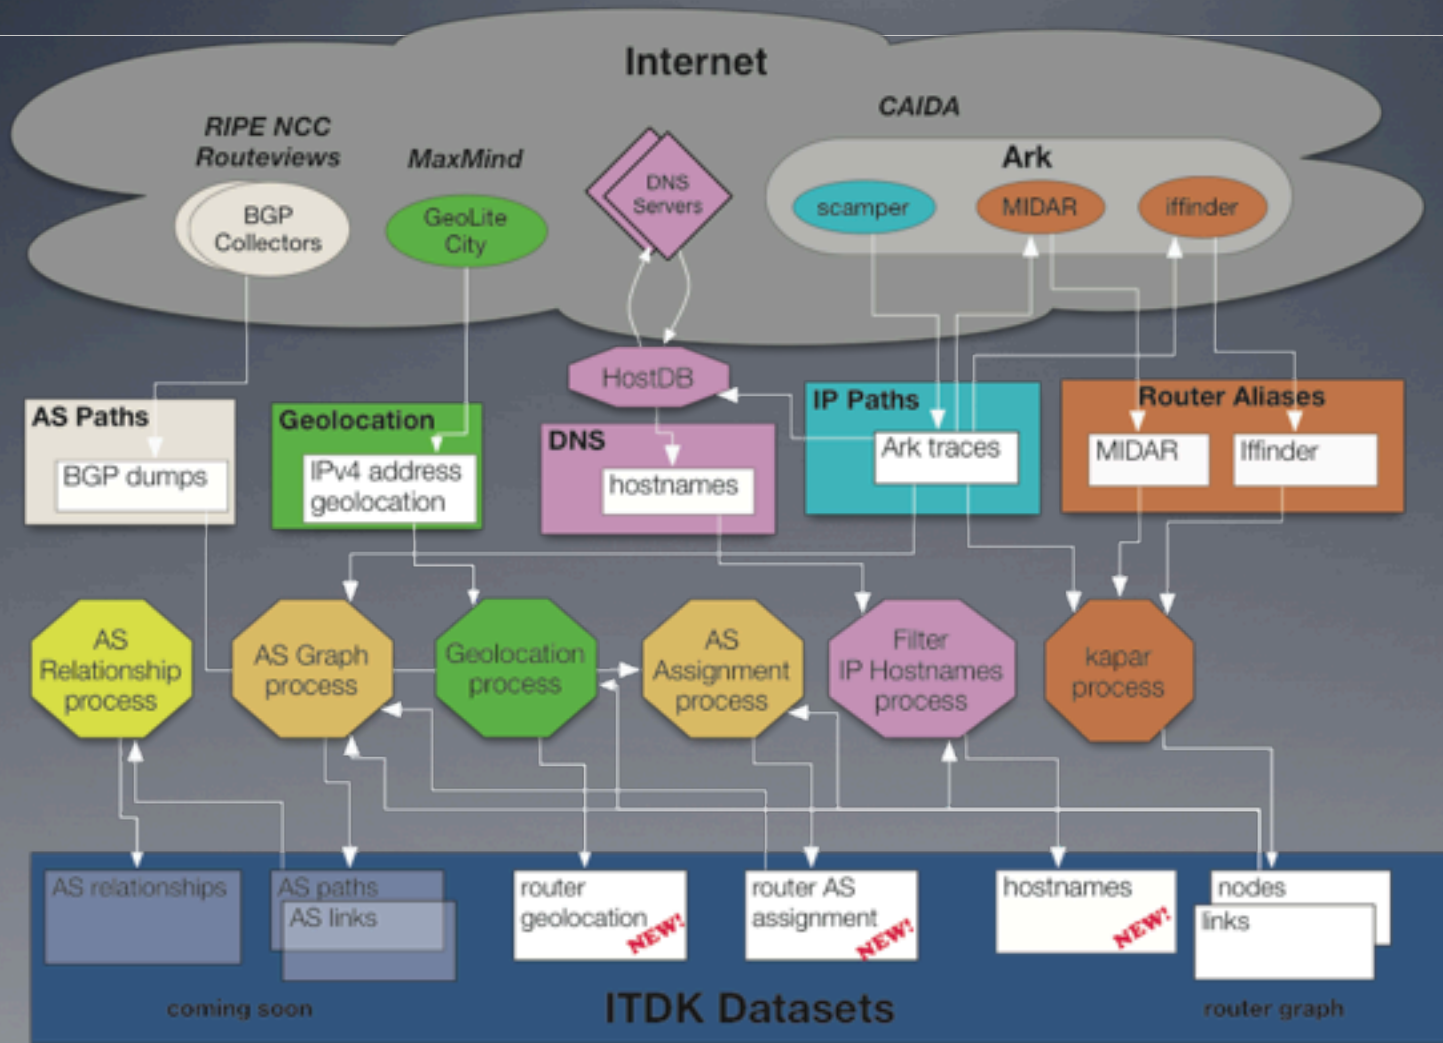 Internet
CAIDA
RIPE NCC
Routeviews
MaxMind
Ark
BGP
Collectors
GeoLite
City
DNS
Servers
scamper
MIDAR
iffinder
HostDB
AS Paths
BGP dumps
Geolocation
IPv4 address
geolocation
DNS
hostnames
IP Paths
Ark traces
Router Aliases
MIDAR
Iffinder
AS
Relationship
process
AS Graph
process
Geolocation
process
AS
Assignment
process
Filter
IP Hostnames
process
kapar
process
AS relationships
AS paths
AS links
router
geolocation
NEW!
router AS
assignment
NEW!
hostnames
NEW!
nodes
links
coming soon
ITDK Datasets
router graph